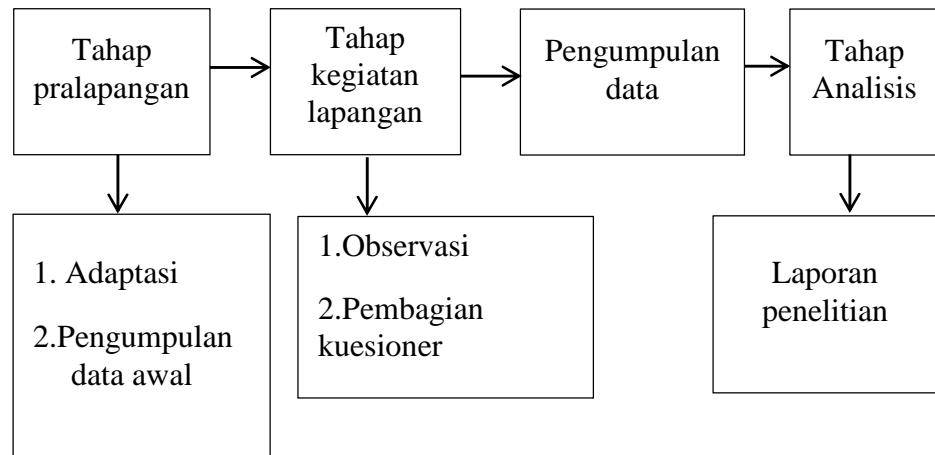 Tahap
pralapangan
Tahap
kegiatan
lapangan
Pengumpulan
data
Tahap
Analisis
1. Adaptasi
2.Pengumpulan
data awal
1.Observasi
2.Pembagian
kuesioner
Laporan
penelitian